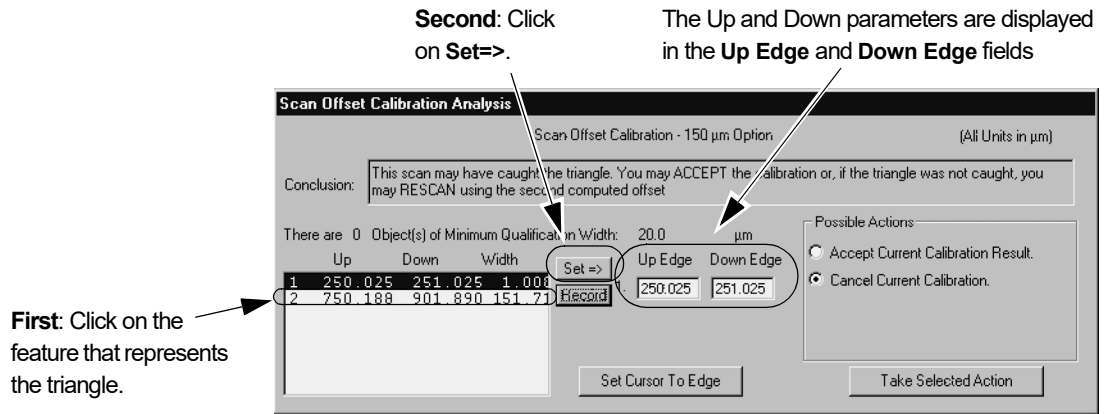 Second: Click
on Set=>.
The Up and Down parameters are displayed
in the Up Edge and Down Edge fields
Scan Offset Calibration Analysis
Scan Offset Calibration - 150 µm Option
(All Units in µm)
Conclusion:
This scan may have caught the triangle. You may ACCEPT the calibration or, if the triangle was not caught, you
may RESCAN using the second computed offset
There are 0 Object(s) of Minimum Qualification Width: 20.0 µm
Up Down Width
1 250.025 251.025 1.008
2 750.188 901.890 151.71
Set =>
Record
1.
Up Edge Down Edge
250.025 251.025
Possible Actions
Accept Current Calibration Result.
Cancel Current Calibration.
First: Click on the
feature that represents
the triangle.
Set Cursor To Edge
Take Selected Action